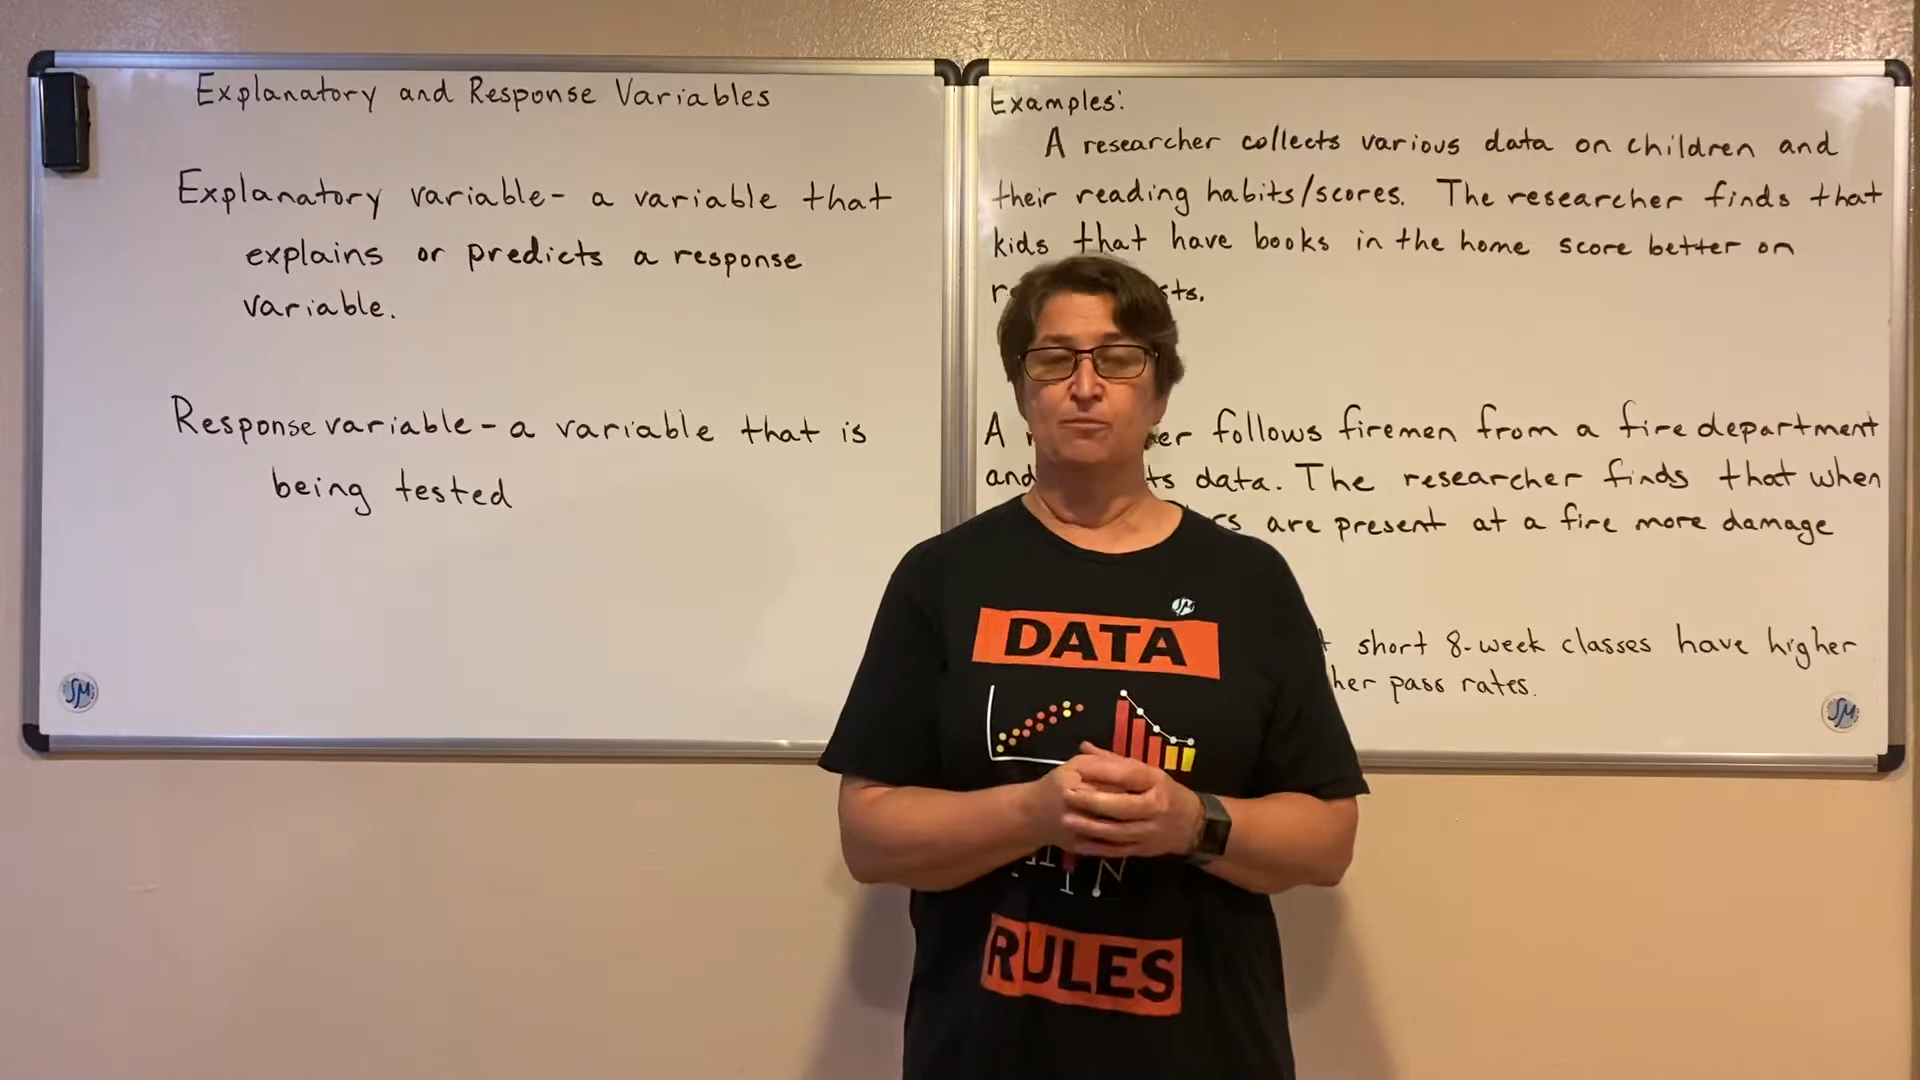 Explanatory and Response Variables
Explanatory variable- a variable that
explains or predicts a response
variable.
Response variable - a variable that is
being tested
SM
Examples:
A researcher collects various data on children and
their reading habits/scores. The researcher finds that
kids that have books in the home score better on
A follows firemen from a fire department
and data. The researcher finds that when
are present at a fire more damage
short 8-week classes have higher
pass rates.
SM
SM
DATA
RULES